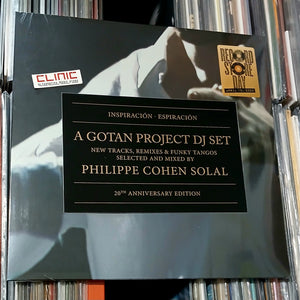 CLINIC
RECORD
STORE
DAY
INSPIRACIÓN · ESPIRACIÓN
A GOTAN PROJECT DJ SET
NEW TRACKS, REMIXES & FUNKY TANGOS
SELECTED AND MIXED BY
PHILIPPE COHEN SOLAL
20TH ANNIVERSARY EDITION